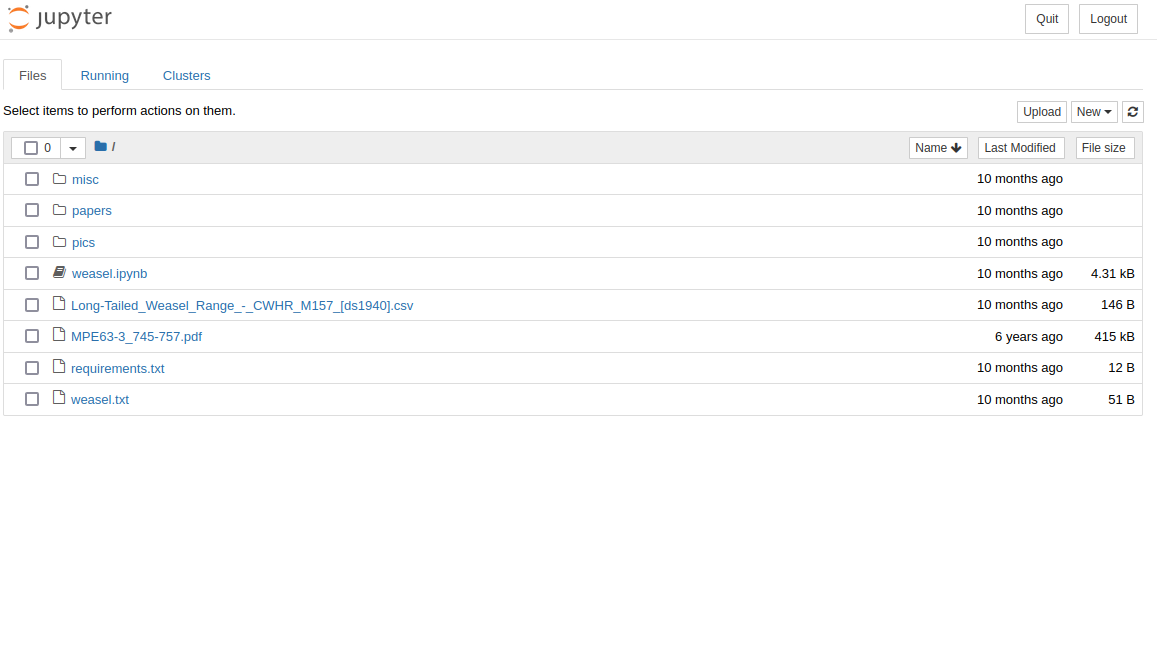 jupyter
Quit Logout
Files Running Clusters
Select items to perform actions on them. Upload New
0 / Name Last Modified File size
misc 10 months ago
papers 10 months ago
pics 10 months ago
weasel.ipynb 10 months ago 4.31 kB
Long-Tailed_Weasel_Range_-_CWHR_M157_[ds1940].csv 10 months ago 146 B
MPE63-3_745-757.pdf 6 years ago 415 kB
requirements.txt 10 months ago 12 B
weasel.txt 10 months ago 51 B